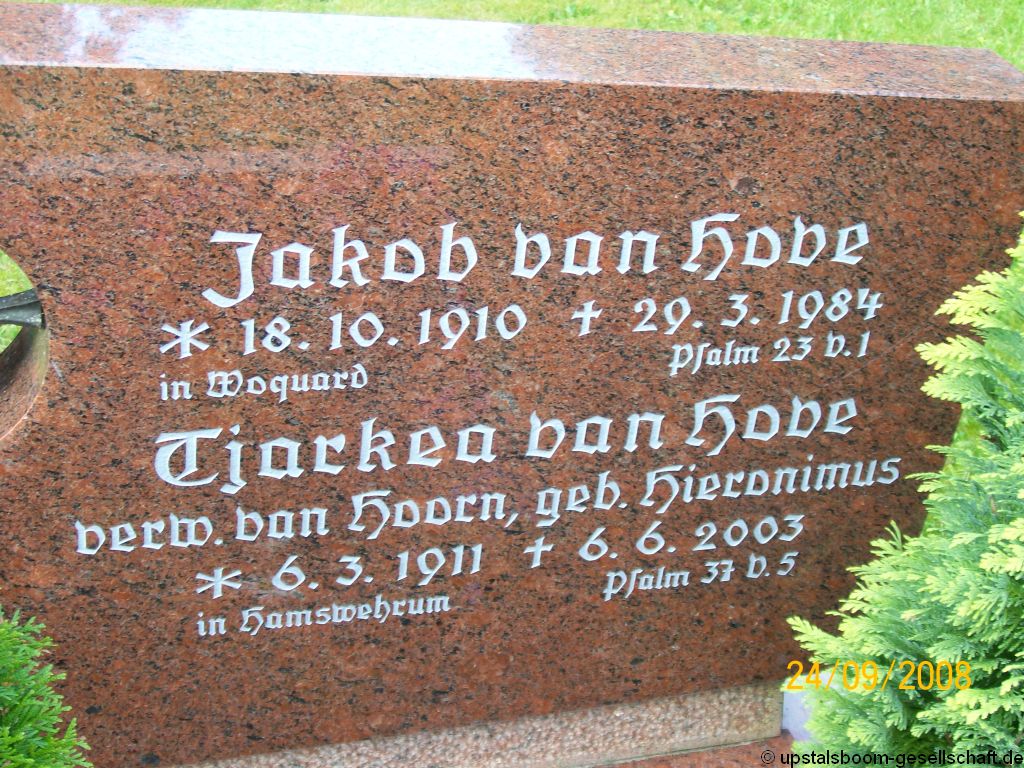 Jakob van Hove
* 18. 10. 1910 † 29. 3. 1984
in Woquard Psalm 23 V. 1
Tjarkea van Hove
verw. van Hoorn, geb. Hieronimus
* 6. 3. 1911 † 6. 6. 2003
in Hamswehrum Psalm 37 V. 5
24/09/2008
© upstalsboom-gesellschaft.de